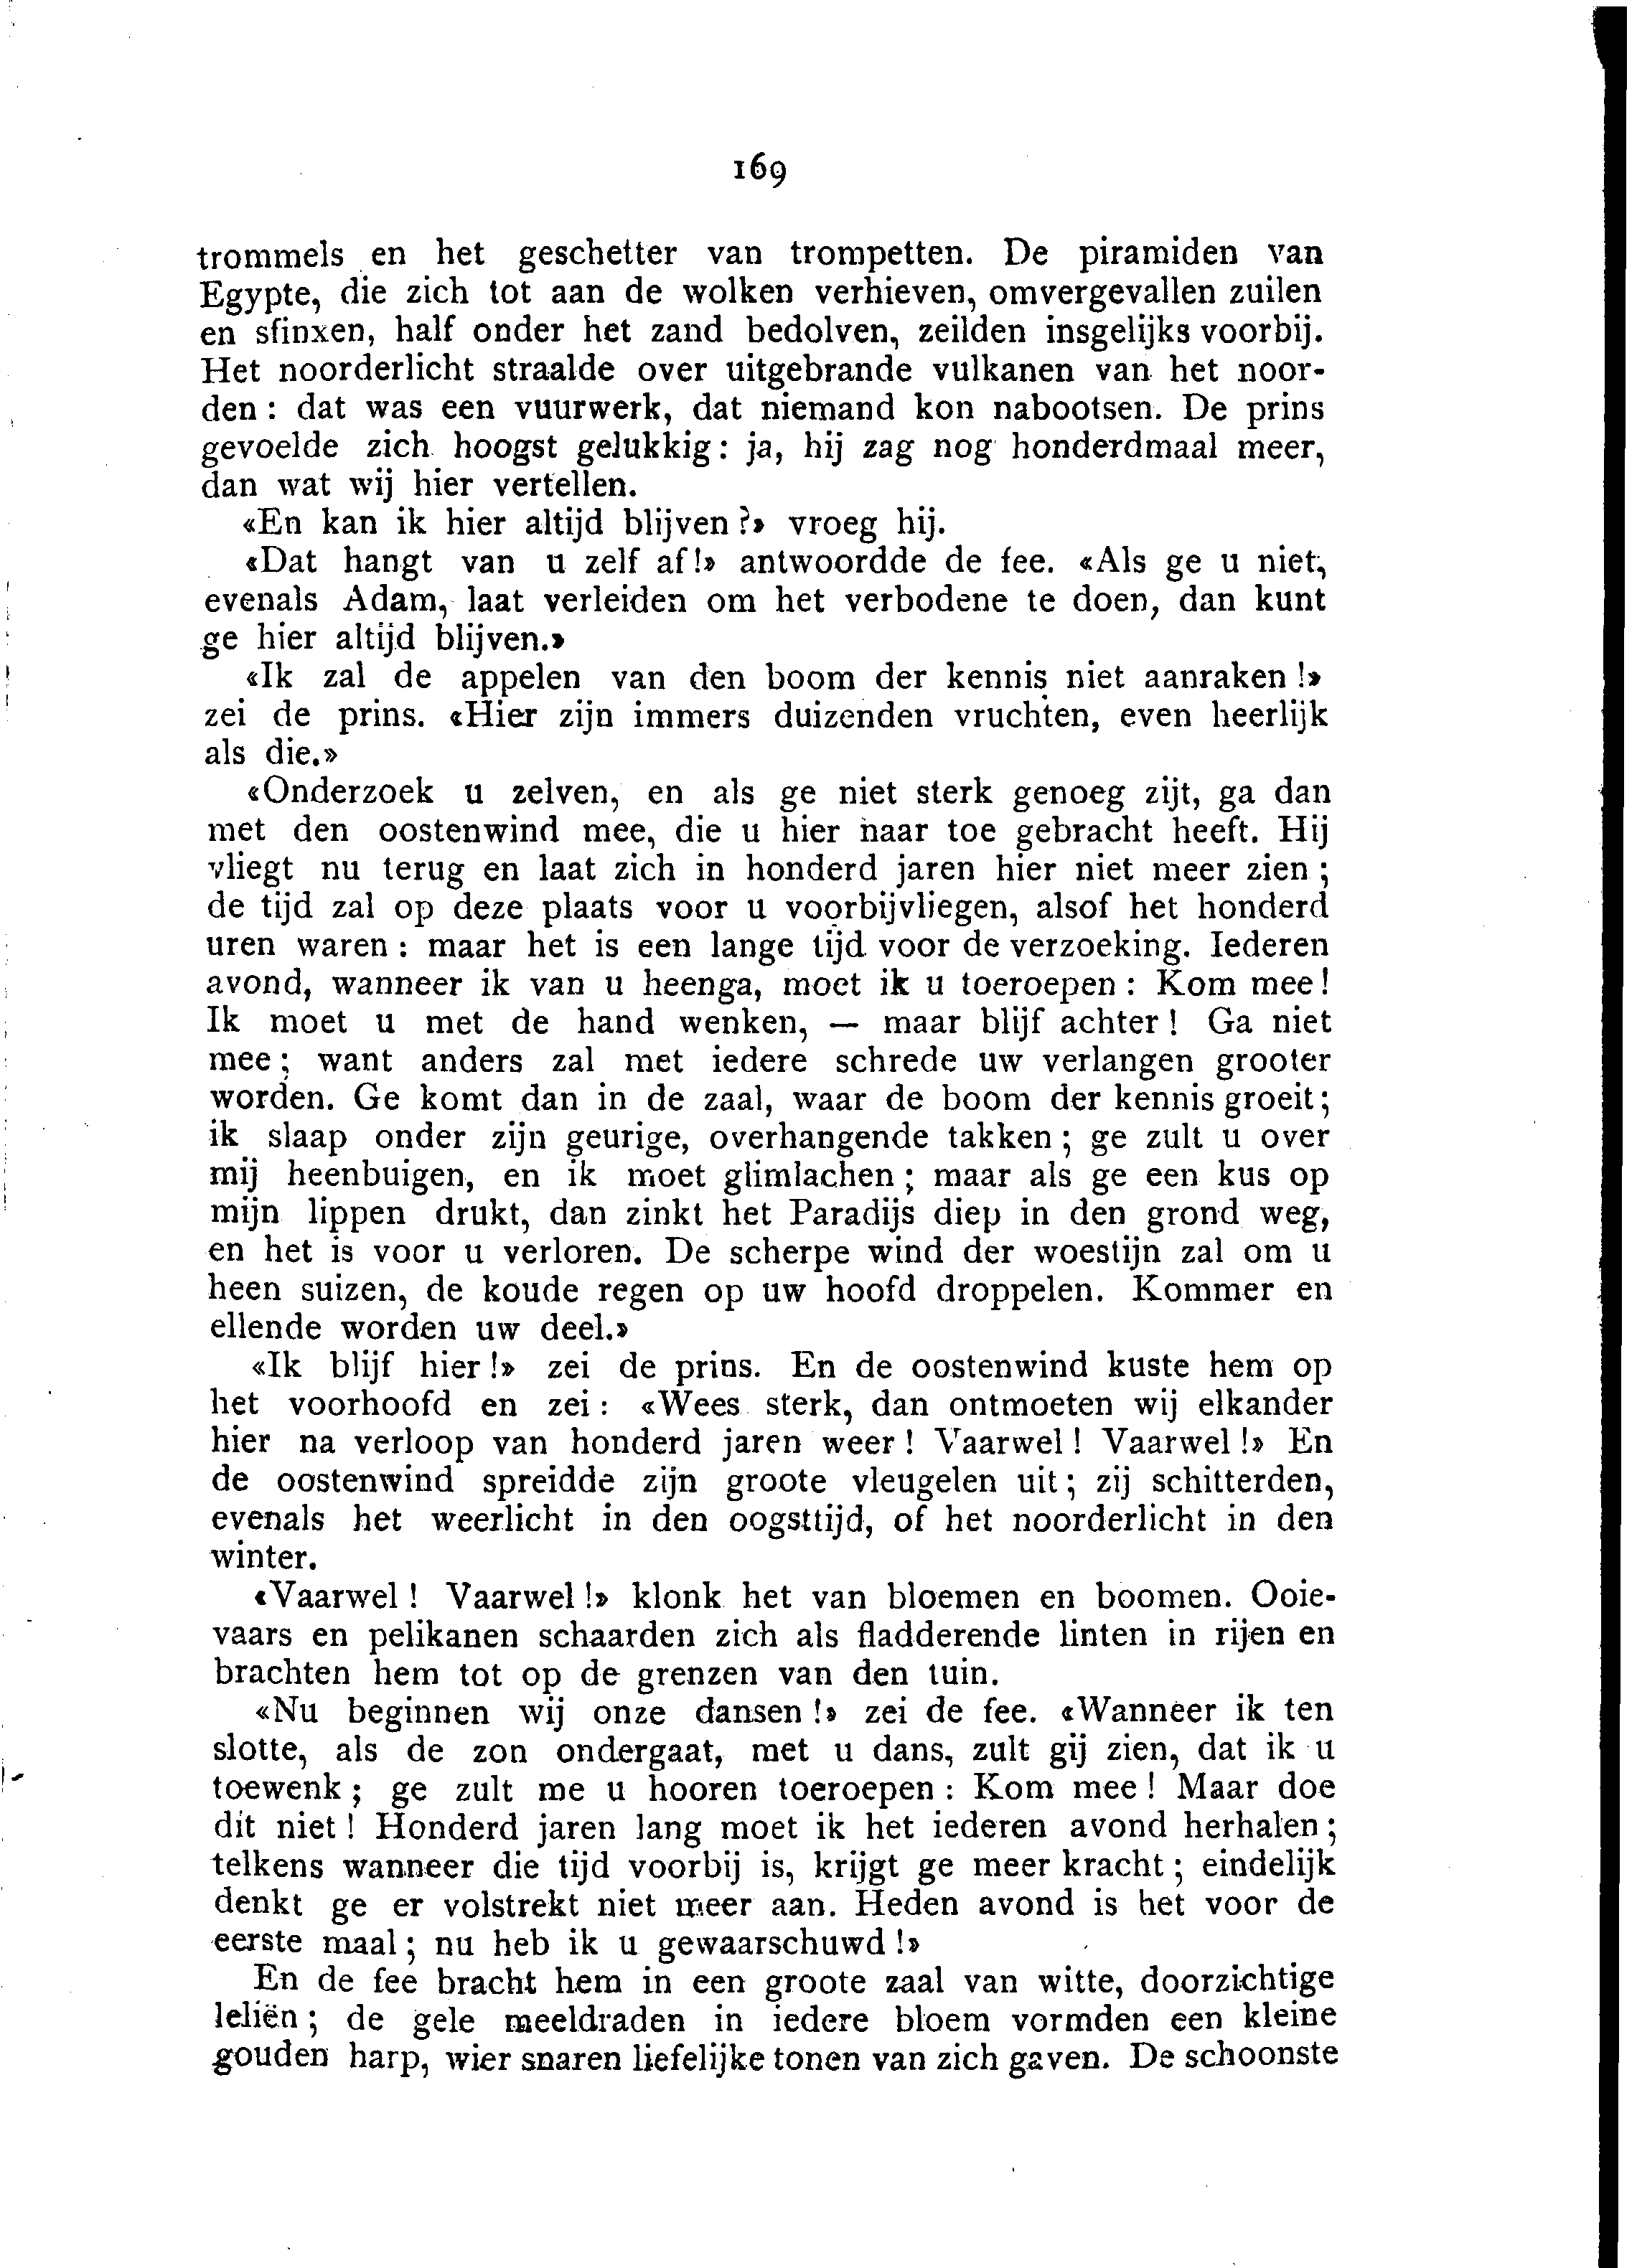 169
trommels en het geschetter van trompetten. De piramiden van
Egypte, die zich tot aan de wolken verhieven, omvergevallen zuilen
en sfinxen, half onder het zand bedolven, zeilden insgelijks voorbij.
Het noorderlicht straalde over uitgebrande vulkanen van het noor-
den : dat was een vuurwerk, dat niemand kon nabootsen. De prins
gevoelde zich hoogst gelukkig : ja, hij zag nog honderdmaal meer,
dan wat wij hier vertellen.
«En kan ik hier altijd blijven ?» vroeg hij.
«Dat hangt van u zelf af !» antwoordde de fee. «Als ge u niet,
evenals Adam, laat verleiden om het verbodene te doen, dan kunt
ge hier altijd blijven.»
«Ik zal de appelen van den boom der kennis niet aanraken !»
zei de prins. «Hier zijn immers duizenden vruchten, even heerlijk
als die.»
«Onderzoek u zelven, en als ge niet sterk genoeg zijt, ga dan
met den oostenwind mee, die u hier naar toe gebracht heeft. Hij
vliegt nu terug en laat zich in honderd jaren hier niet meer zien ;
de tijd zal op deze plaats voor u voorbijvliegen, alsof het honderd
uren waren : maar het is een lange tijd voor de verzoeking. Iederen
avond, wanneer ik van u heenga, moet ik u toeroepen : Kom mee !
Ik moet u met de hand wenken, — maar blijf achter ! Ga niet
mee ; want anders zal met iedere schrede uw verlangen grooter
worden. Ge komt dan in de zaal, waar de boom der kennis groeit ;
ik slaap onder zijn geurige, overhangende takken ; ge zult u over
mij heenbuigen, en ik moet glimlachen ; maar als ge een kus op
mijn lippen drukt, dan zinkt het Paradijs diep in den grond weg,
en het is voor u verloren. De scherpe wind der woestijn zal om u
heen suizen, de koude regen op uw hoofd droppelen. Kommer en
ellende worden uw deel.»
«Ik blijf hier !» zei de prins. En de oostenwind kuste hem op
het voorhoofd en zei : «Wees sterk, dan ontmoeten wij elkander
hier na verloop van honderd jaren weer ! Vaarwel ! Vaarwel !» En
de oostenwind spreidde zijn groote vleugelen uit ; zij schitterden,
evenals het weerlicht in den oogsttijd, of het noorderlicht in den
winter.
«Vaarwel ! Vaarwel !» klonk het van bloemen en boomen. Ooie-
vaars en pelikanen schaarden zich als fladderende linten in rijen en
brachten hem tot op de grenzen van den tuin.
«Nu beginnen wij onze dansen !» zei de fee. «Wanneer ik ten
slotte, als de zon ondergaat, met u dans, zult gij zien, dat ik u
toewenk ; ge zult me u hooren toeroepen : Kom mee ! Maar doe
dit niet ! Honderd jaren lang moet ik het iederen avond herhalen ;
telkens wanneer die tijd voorbij is, krijgt ge meer kracht ; eindelijk
denkt ge er volstrekt niet meer aan. Heden avond is het voor de
eerste maal ; nu heb ik u gewaarschuwd !»
En de fee bracht hem in een groote zaal van witte, doorzichtige
leliën ; de gele meeldraden in iedere bloem vormden een kleine
gouden harp, wier snaren liefelijke tonen van zich gaven. De schoonste